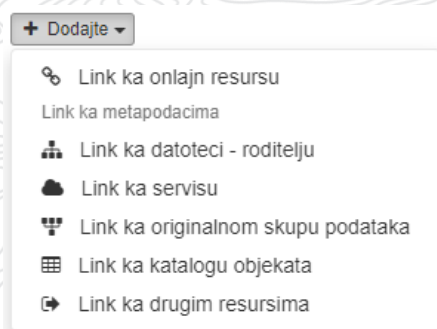 + Dodajte
Link ka onlajn resursu
Link ka metapodacima
Link ka datoteci - roditelju
Link ka servisu
Link ka originalnom skupu podataka
Link ka katalogu objekata
Link ka drugim resursima